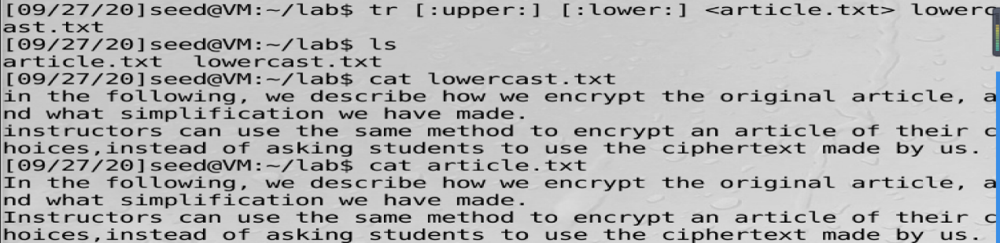 [09/27/20]seed@VM:~/lab$ tr [:upper:] [:lower:] <article.txt> lowerc
ast.txt
[09/27/20]seed@VM:~/lab$ ls
article.txt  lowercast.txt
[09/27/20]seed@VM:~/lab$ cat lowercast.txt
in the following, we describe how we encrypt the original article, a
nd what simplification we have made.
instructors can use the same method to encrypt an article of their c
hoices,instead of asking students to use the ciphertext made by us.
[09/27/20]seed@VM:~/lab$ cat article.txt
In the following, we describe how we encrypt the original article, a
nd what simplification we have made.
Instructors can use the same method to encrypt an article of their c
hoices,instead of asking students to use the ciphertext made by us.